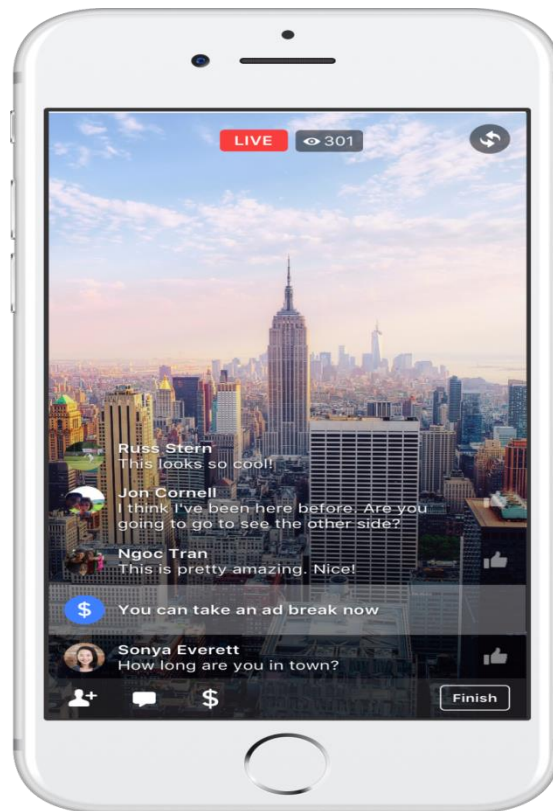 LIVE 301
Russ Stern
This looks so cool!
Jon Cornell
I think I've been here before. Are you
going to go to see the other side?
Ngoc Tran
This is pretty amazing. Nice!
$ You can take an ad break now
Sonya Everett
How long are you in town?
$ Finish